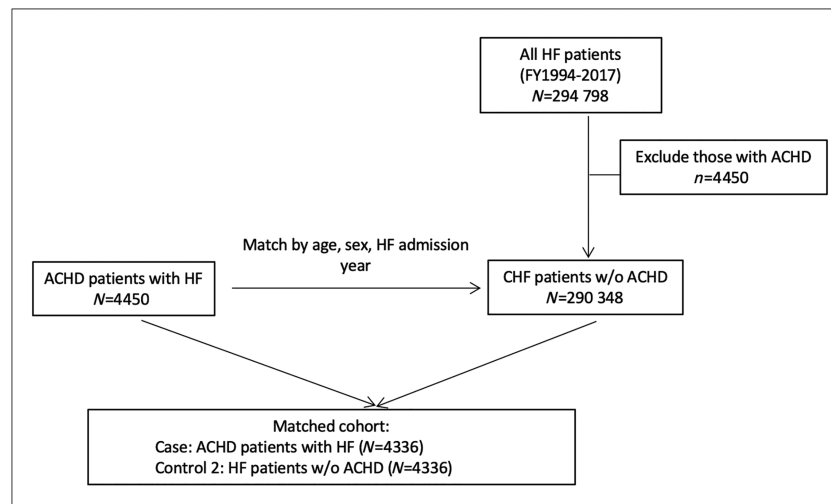 All HF patients
(FY1994-2017)
N=294 798
Exclude those with ACHD
n=4450
Match by age, sex, HF admission
year
ACHD patients with HF
N=4450
CHF patients w/o ACHD
N=290 348
Matched cohort:
Case: ACHD patients with HF (N=4336)
Control 2: HF patients w/o ACHD (N=4336)